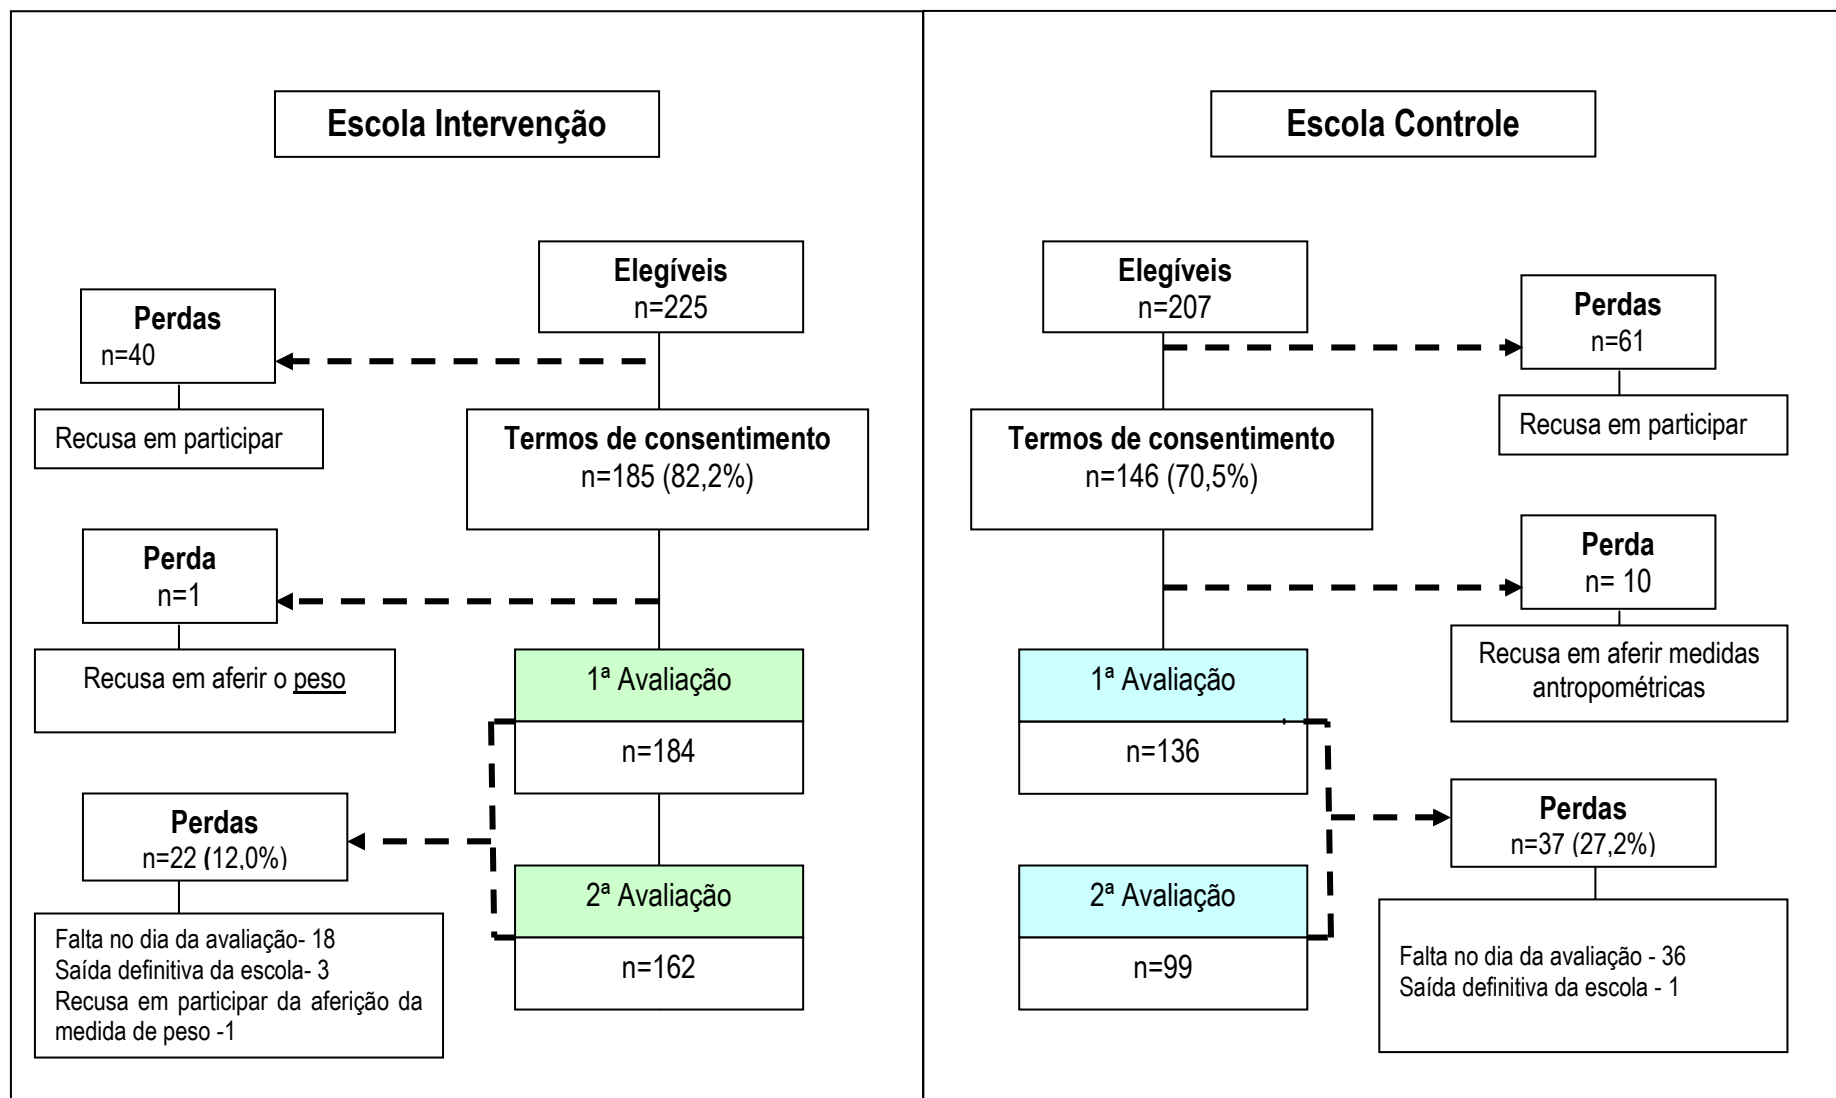 Escola Intervenção
Elegíveis
n=225
Perdas
n=40
Recusa em participar
Termos de consentimento
n=185 (82,2%)
Perda
n=1
Recusa em aferir o peso
1ª Avaliação
n=184
Perdas
n=22 (12,0%)
2ª Avaliação
n=162
Falta no dia da avaliação- 18
Saída definitiva da escola- 3
Recusa em participar da aferição da
medida de peso -1
Escola Controle
Elegíveis
n=207
Perdas
n=61
Recusa em participar
Termos de consentimento
n=146 (70,5%)
Perda
n= 10
Recusa em aferir medidas
antropométricas
1ª Avaliação
n=136
Perdas
n=37 (27,2%)
2ª Avaliação
n=99
Falta no dia da avaliação - 36
Saída definitiva da escola - 1